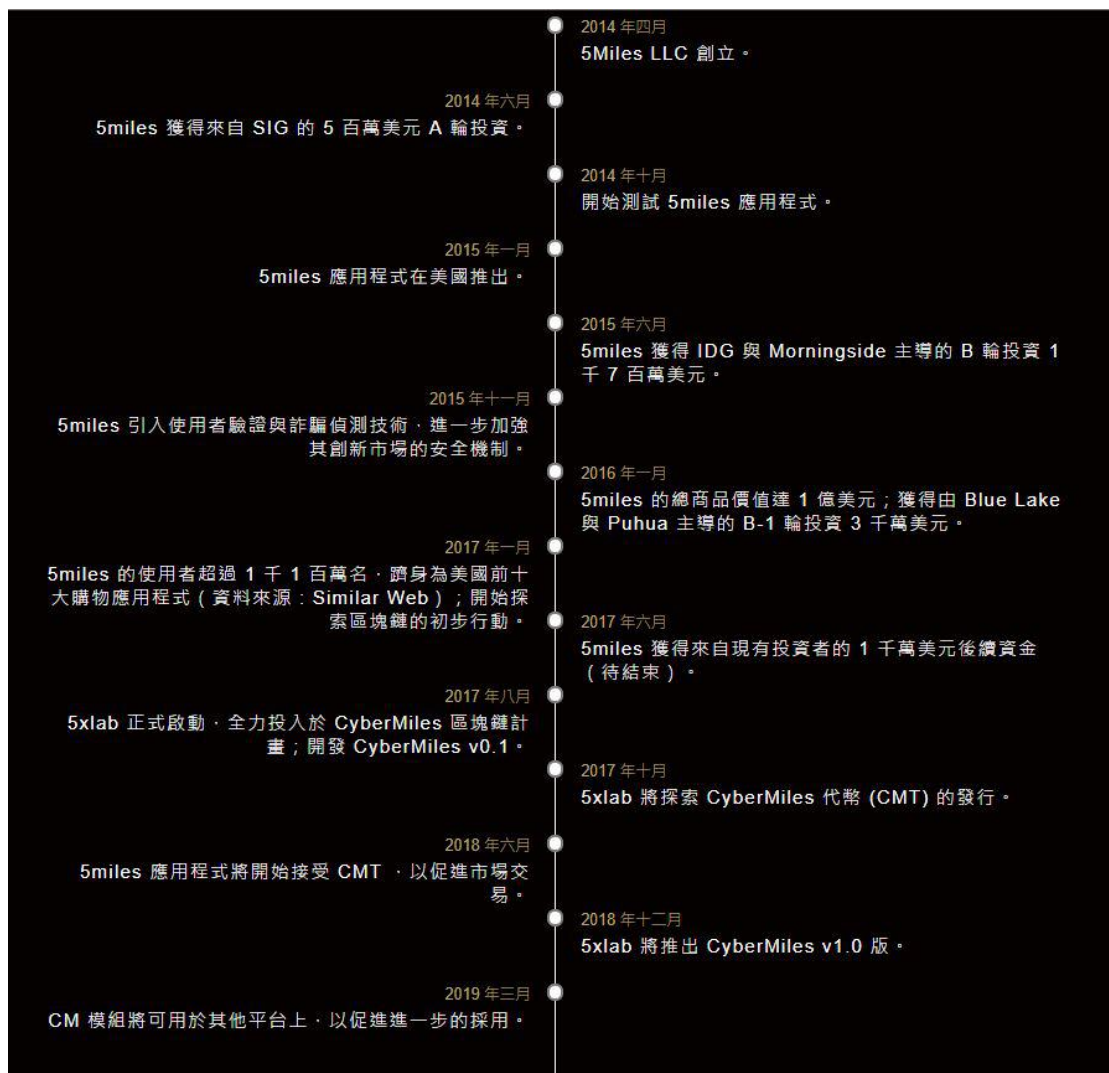 2014 年四月
5Miles LLC 創立。
2014 年六月
5miles 獲得來自 SIG 的 5 百萬美元 A 輪投資。
2014 年十月
開始測試 5miles 應用程式。
2015 年一月
5miles 應用程式在美國推出。
2015 年六月
5miles 獲得 IDG 與 Morningside 主導的 B 輪投資 1
千 7 百萬美元。
2015 年十一月
5miles 引入使用者驗證與詐騙偵測技術，進一步加強
其創新市場的安全機制。
2016 年一月
5miles 的總商品價值達 1 億美元；獲得由 Blue Lake
與 Puhua 主導的 B-1 輪投資 3 千萬美元。
2017 年一月
5miles 的使用者超過 1 千 1 百萬名，躋身為美國前十
大購物應用程式（資料來源：Similar Web）；開始探
索區塊鏈的初步行動。
2017 年六月
5miles 獲得來自現有投資者的 1 千萬美元後續資金
（待結束）。
2017 年八月
5xlab 正式啟動，全力投入於 CyberMiles 區塊鏈計
畫；開發 CyberMiles v0.1。
2017 年十月
5xlab 將探索 CyberMiles 代幣 (CMT) 的發行。
2018 年六月
5miles 應用程式將開始接受 CMT ，以促進市場交
易。
2018 年十二月
5xlab 將推出 CyberMiles v1.0 版。
2019 年三月
CM 模組將可用於其他平台上，以促進進一步的採用。